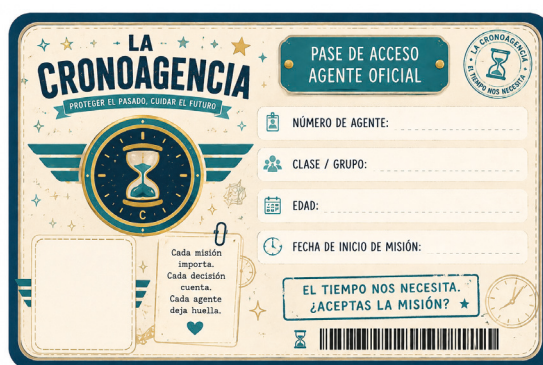 LA
CRONOAGENCIA
PROTEGER EL PASADO, CUIDAR EL FUTURO
PASE DE ACCESO
AGENTE OFICIAL
LA CRONOAGENCIA
EL TIEMPO NOS NECESITA
NÚMERO DE AGENTE:
CLASE / GRUPO:
EDAD:
FECHA DE INICIO DE MISIÓN:
C
Cada misión
importa.
Cada decisión
cuenta.
Cada agente
deja huella.
EL TIEMPO NOS NECESITA.
¿ACEPTAS LA MISIÓN?